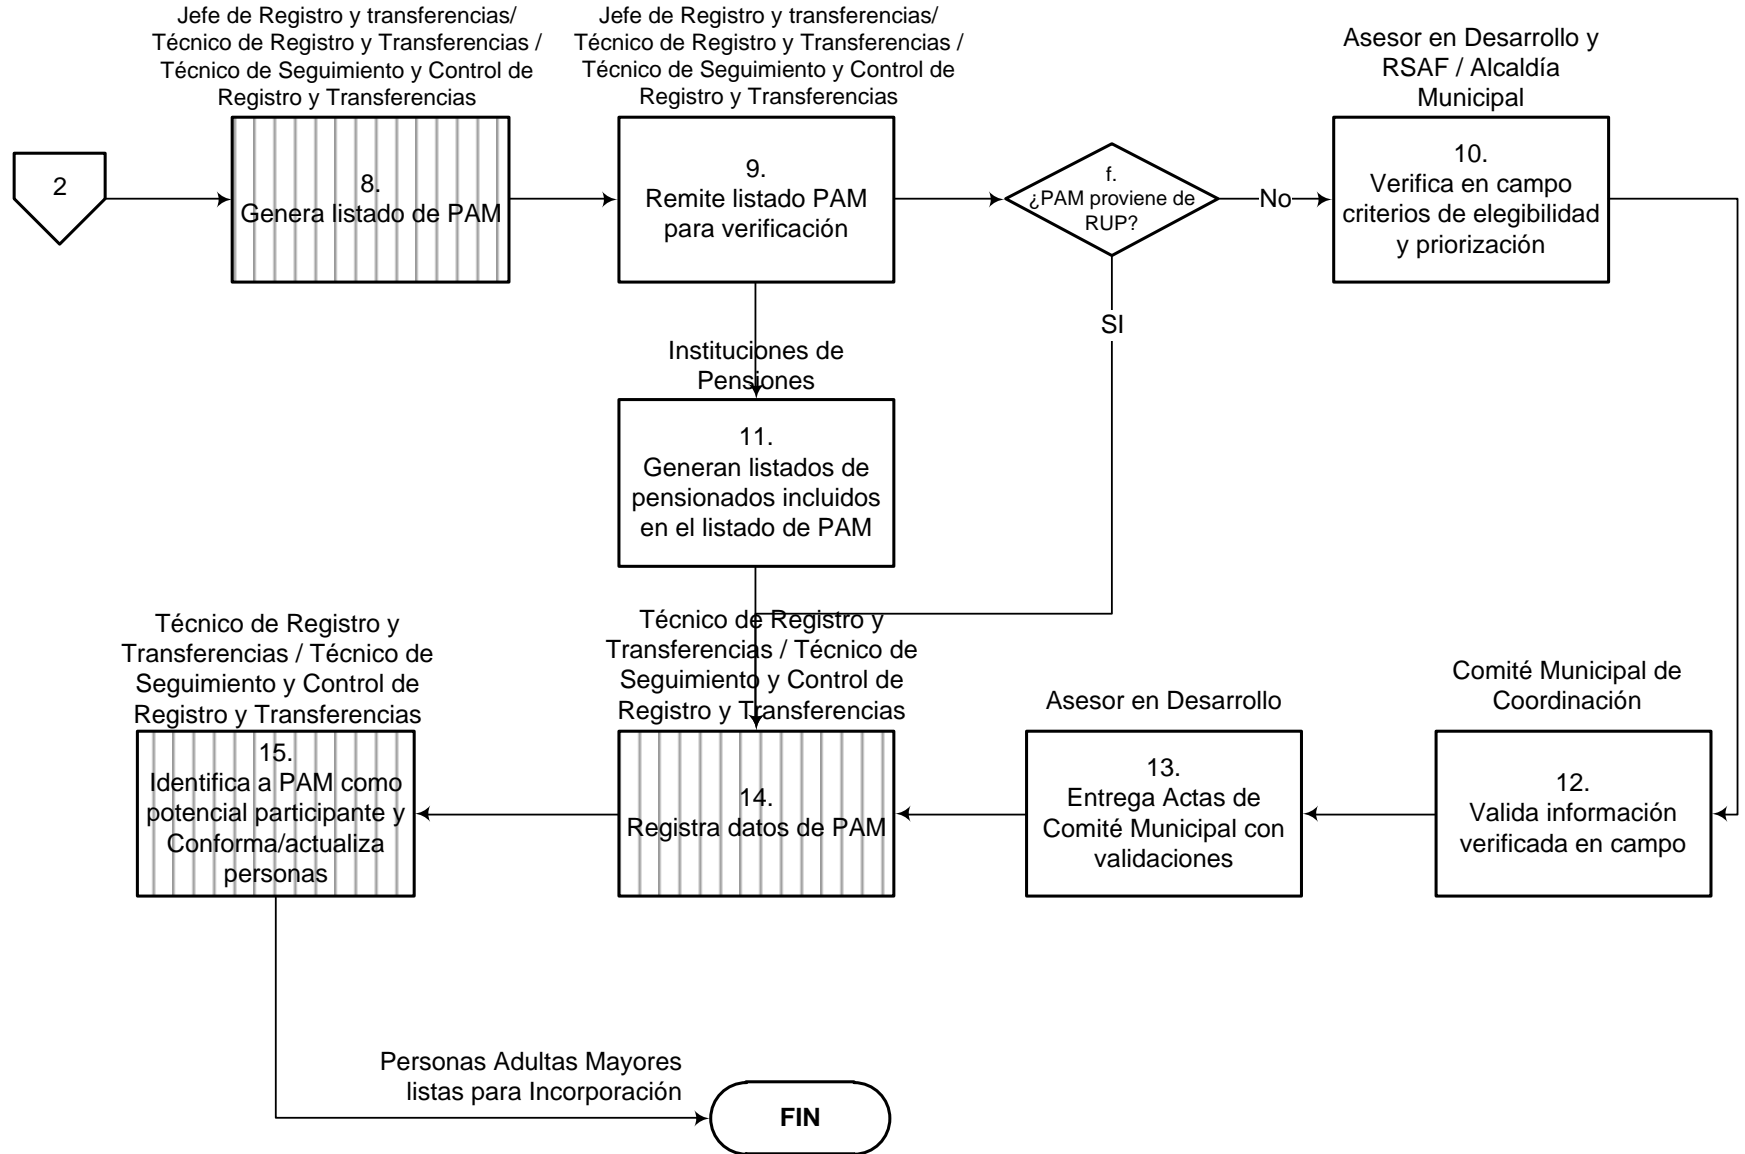 Jefe de Registro y transferencias/
Técnico de Registro y Transferencias /
Técnico de Seguimiento y Control de
Registro y Transferencias
Jefe de Registro y transferencias/
Técnico de Registro y Transferencias /
Técnico de Seguimiento y Control de
Registro y Transferencias
Asesor en Desarrollo y
RSAF / Alcaldía
Municipal
2
8.
Genera listado de PAM
9.
Remite listado PAM
para verificación
f.
¿PAM proviene de
RUP?
No
10.
Verifica en campo
criterios de elegibilidad
y priorización
SI
Instituciones de
Pensiones
11.
Generan listados de
pensionados incluidos
en el listado de PAM
Técnico de Registro y
Transferencias / Técnico de
Seguimiento y Control de
Registro y Transferencias
Técnico de Registro y
Transferencias / Técnico de
Seguimiento y Control de
Registro y Transferencias
Asesor en Desarrollo
Comité Municipal de
Coordinación
15.
Identifica a PAM como
potencial participante y
Conforma/actualiza
personas
14.
Registra datos de PAM
13.
Entrega Actas de
Comité Municipal con
validaciones
12.
Valida información
verificada en campo
Personas Adultas Mayores
listas para Incorporación
FIN